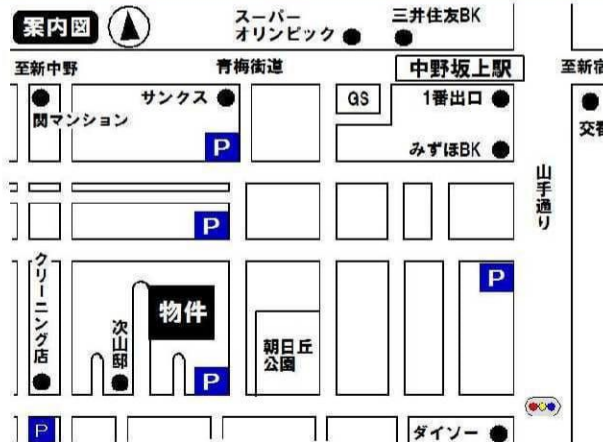 案内図
スーパー
オリンピック
三井住友BK
至新中野
青梅街道
中野坂上駅
至新宿
サンクス
GS
1番出口
関マンション
交番
P
みずほBK
山手通り
P
クリーニング店
P
物件
次山邸
朝日丘
公園
P
P
ダイソー